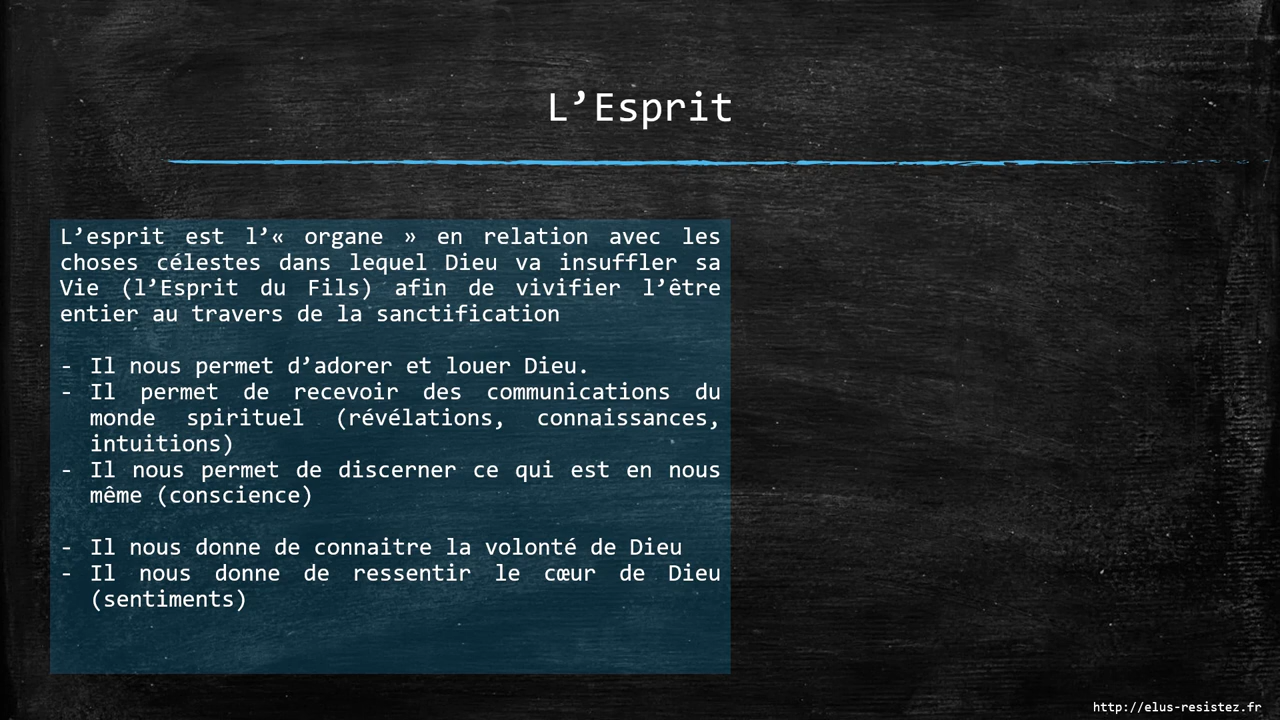 L’Esprit
L’esprit est l’« organe » en relation avec les
choses célestes dans lequel Dieu va insuffler sa
Vie (l’Esprit du Fils) afin de vivifier l’être
entier au travers de la sanctification
- Il nous permet d’adorer et louer Dieu.
- Il permet de recevoir des communications du
monde spirituel (révélations, connaissances,
intuitions)
- Il nous permet de discerner ce qui est en nous
même (conscience)
- Il nous donne de connaitre la volonté de Dieu
- Il nous donne de ressentir le cœur de Dieu
(sentiments)
http://elus-resistez.fr